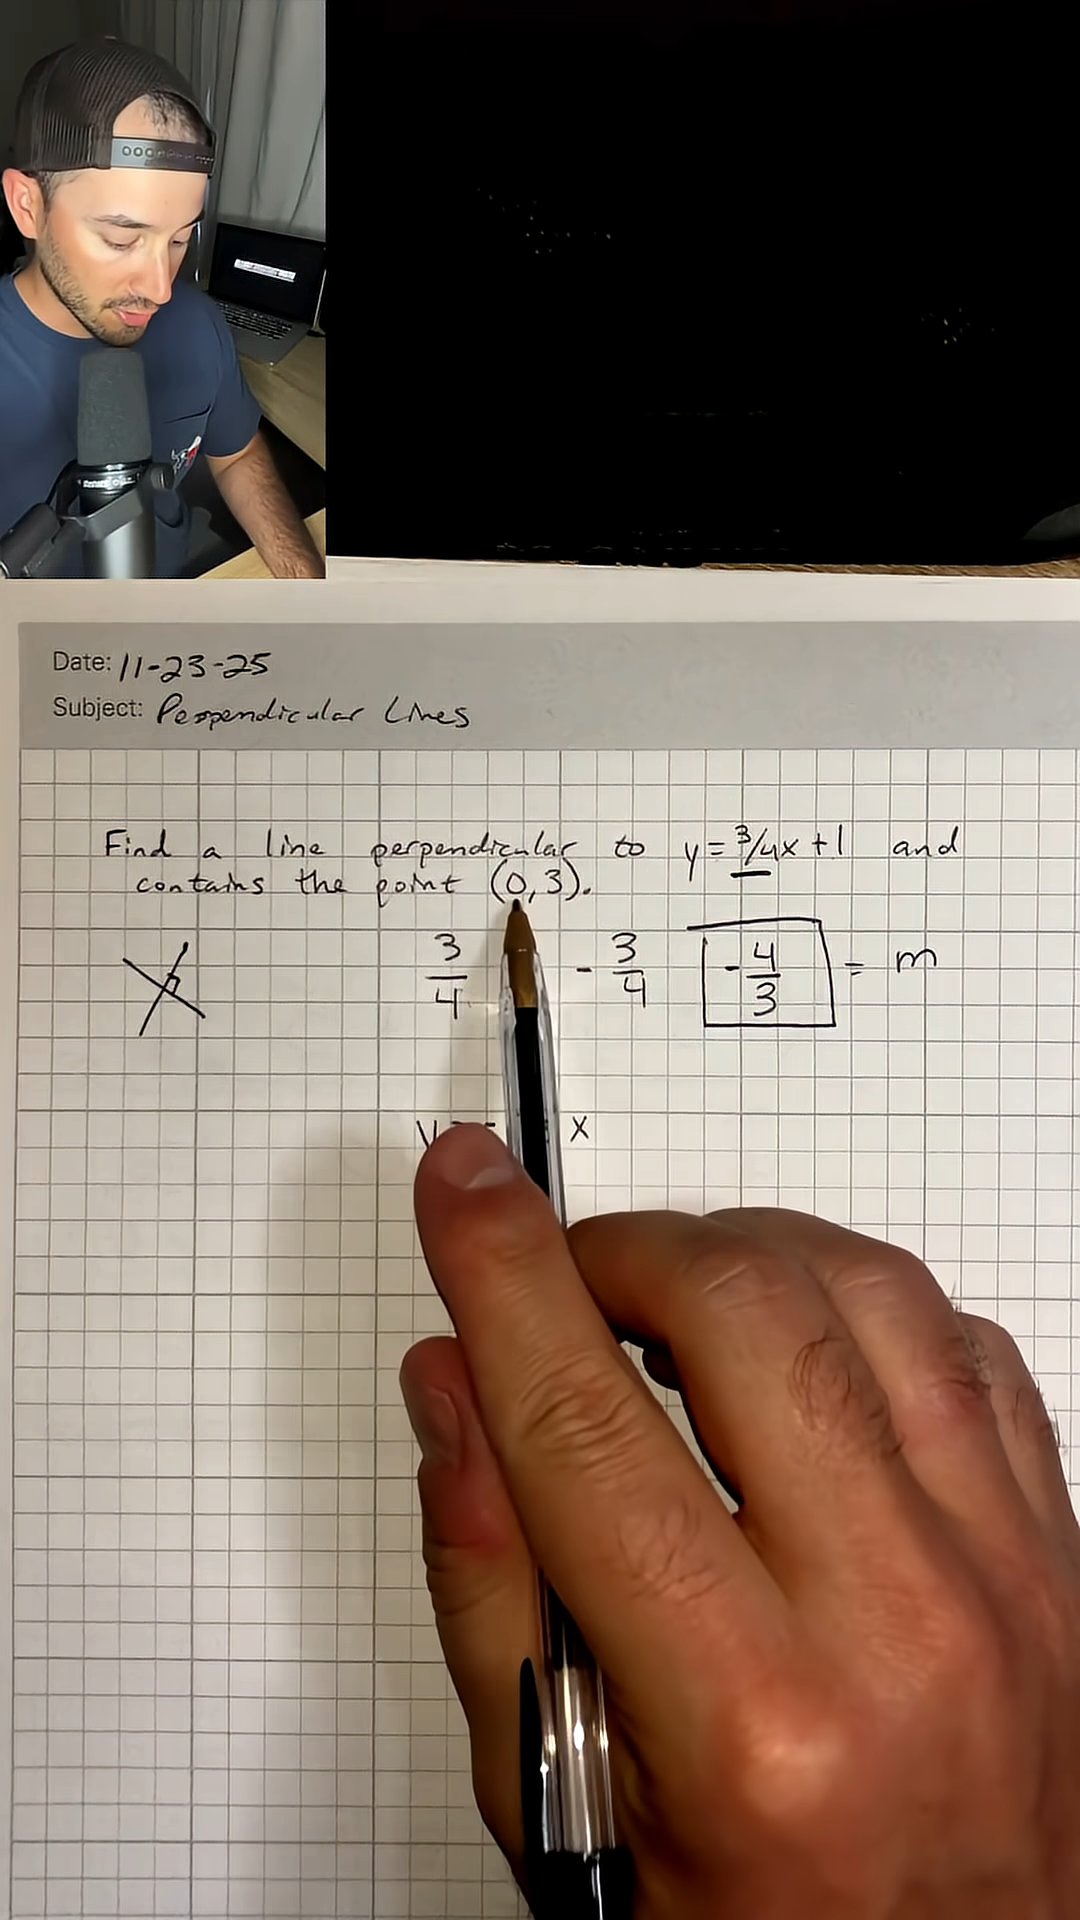 Date: 11-23-25
Subject: Perpendicular Lines
Find a line perpendicular to y = 3/4x + 1 and
contains the point (0,3).
3/4 - 3/4 - 4/3 = m
y = x